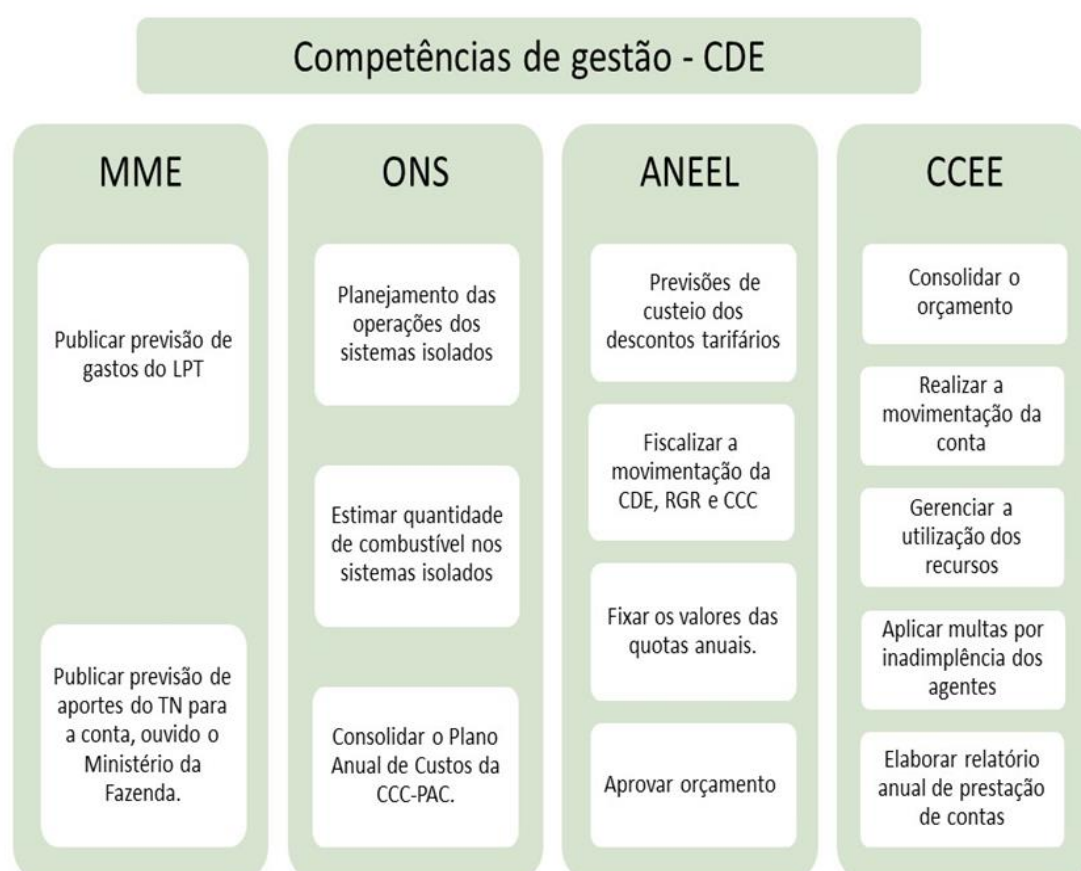 Competências de gestão - CDE
MME
Publicar previsão de
gastos do LPT
Publicar previsão de
aportes do TN para
a conta, ouvido o
Ministério da
Fazenda.
ONS
Planejamento das
operações dos
sistemas isolados
Estimar quantidade
de combustível nos
sistemas isolados
Consolidar o Plano
Anual de Custos da
CCC-PAC.
ANEEL
Previsões de
custeio dos
descontos tarifários
Fiscalizar a
movimentação da
CDE, RGR e CCC
Fixar os valores das
quotas anuais.
Aprovar orçamento
CCEE
Consolidar o
orçamento
Realizar a
movimentação da
conta
Gerenciar a
utilização dos
recursos
Aplicar multas por
inadimplência dos
agentes
Elaborar relatório
anual de prestação
de contas